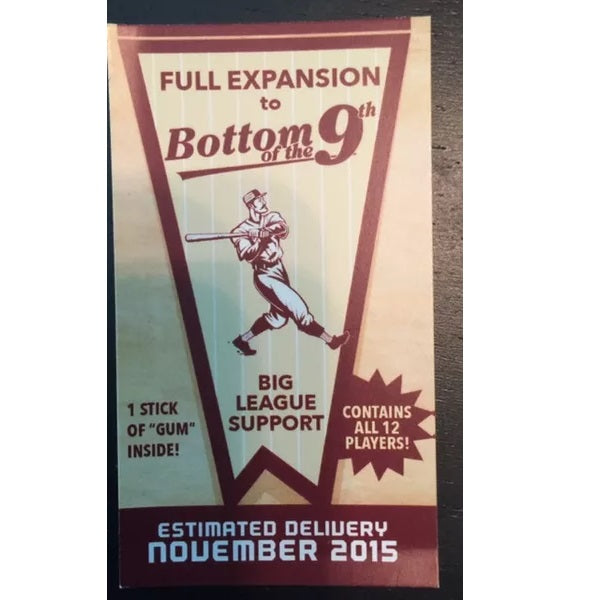 FULL EXPANSION
to
Bottom
of the 9th
BIG
LEAGUE
SUPPORT
1 STICK
OF "GUM"
INSIDE!
CONTAINS
ALL 12
PLAYERS!
ESTIMATED DELIVERY
NOVEMBER 2015